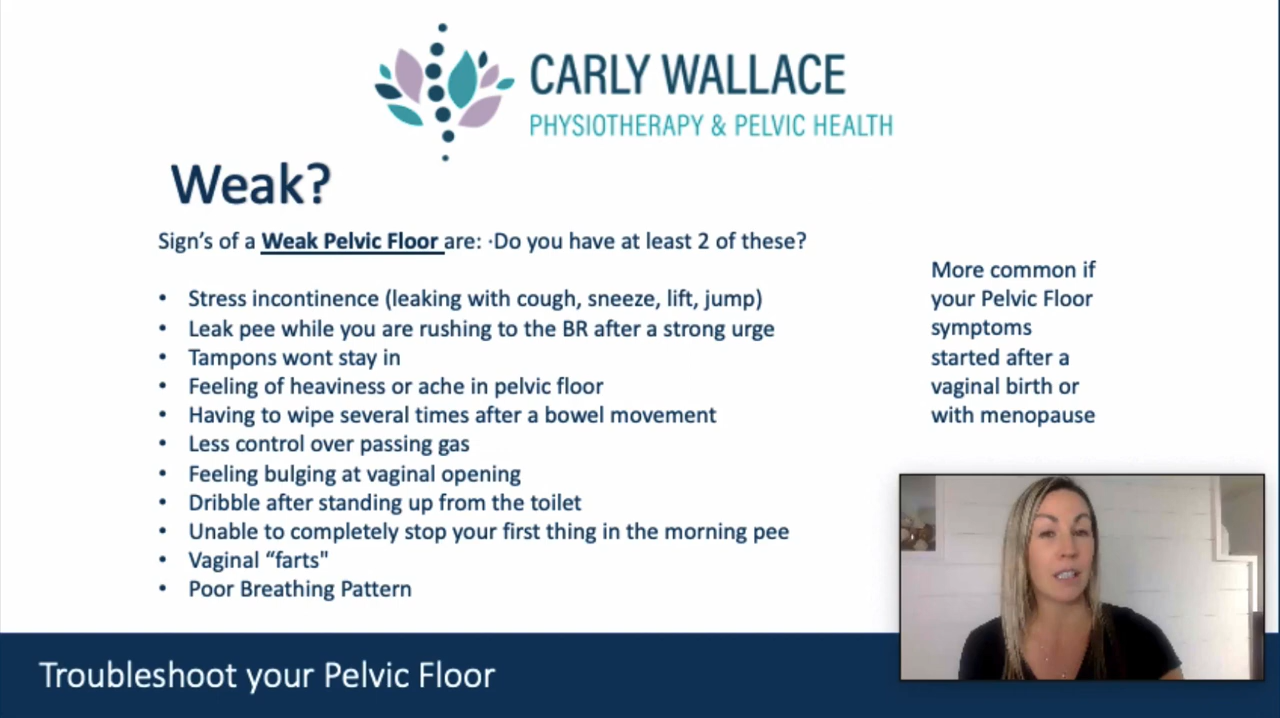 CARLY WALLACE
PHYSIOTHERAPY & PELVIC HEALTH
Weak?
Sign's of a Weak Pelvic Floor are: ·Do you have at least 2 of these?
• Stress incontinence (leaking with cough, sneeze, lift, jump)
• Leak pee while you are rushing to the BR after a strong urge
• Tampons wont stay in
• Feeling of heaviness or ache in pelvic floor
• Having to wipe several times after a bowel movement
• Less control over passing gas
• Feeling bulging at vaginal opening
• Dribble after standing up from the toilet
• Unable to completely stop your first thing in the morning pee
• Vaginal “farts"
• Poor Breathing Pattern
More common if
your Pelvic Floor
symptoms
started after a
vaginal birth or
with menopause
Troubleshoot your Pelvic Floor